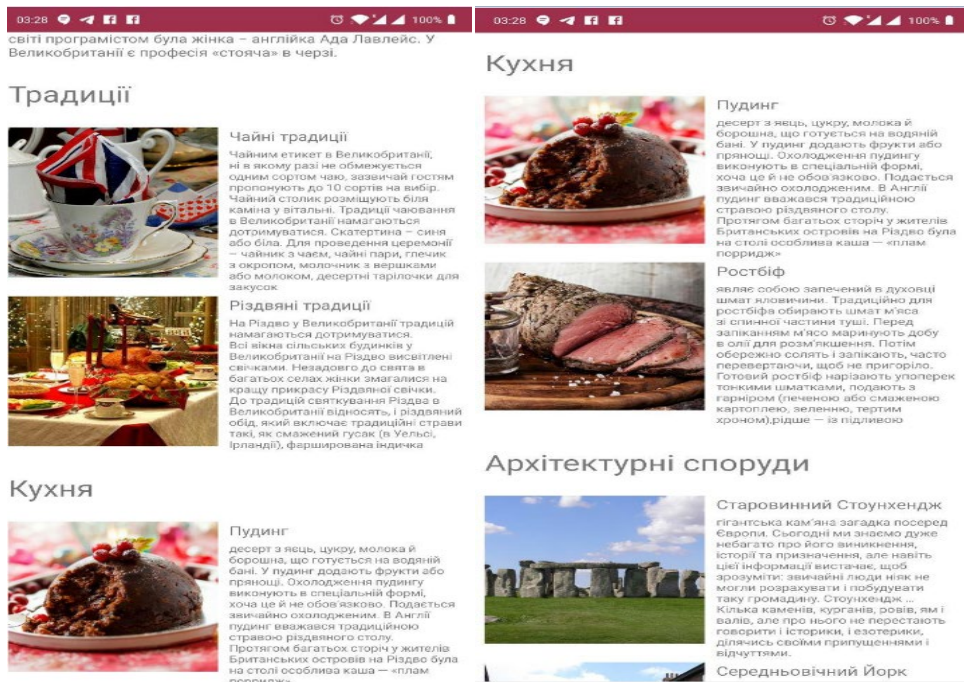 03:28
100%
світі програмістом була жінка – англійка Ада Лавлейс. У
Великобританії є професія «стояча» в черзі.
Традиції
Чайні традиції
Чайним етикет в Великобританії,
ні в якому разі не обмежується
одним сортом чаю, зазвичай гостям
пропонують до 10 сортів на вибір.
Чайний столик розміщують біля
каміна у вітальні. Традиції чаювання
в Великобританії намагаються
дотримуватися. Скатертина – синя
або біла. Для проведення церемонії
– чайник з чаєм, чайні пари, глечик
з окропом, молочник з вершками
або молоком, десертні тарілочки для
закусок
Різдвяні традиції
На Різдво у Великобританії традицій
намагаються дотримуватися.
Всі вікна сільських будинків у
Великобританії на Різдво висвітлені
свічками. Незадовго до свята в
багатьох селах жінки змагалися на
кращу прикрасу Різдвяної свічки.
До традицій святкування Різдва в
Великобританії відносять, і різдвяний
обід, який включає традиційні страви
такі, як смажений гусак (в Уельсі,
Ірландії), фарширована індичка
Кухня
Пудинг
десерт з яєць, цукру, молока й
борошна, що готується на водяній
бані. У пудинг додають фрукти або
прянощі. Охолодження пудингу
виконують в спеціальній формі,
хоча це й не обов'язково. Подається
звичайно охолодженим. В Англії
пудинг вважався традиційною
стравою різдвяного столу.
Протягом багатьох сторіч у жителів
Британських островів на Різдво була
на столі особлива каша — «плам
порридж»
03:28
100%
Кухня
Пудинг
десерт з яєць, цукру, молока й
борошна, що готується на водяній
бані. У пудинг додають фрукти або
прянощі. Охолодження пудингу
виконують в спеціальній формі,
хоча це й не обов'язково. Подається
звичайно охолодженим. В Англії
пудинг вважався традиційною
стравою різдвяного столу.
Протягом багатьох сторіч у жителів
Британських островів на Різдво була
на столі особлива каша — «плам
порридж»
Ростбіф
являє собою запечений в духовці
шмат яловичини. Традиційно для
ростбіфа обирають шмат м'яса
зі спинної частини туші. Перед
запіканням м'ясо маринують добу
в олії для розм'якшення. Потім
обережно солять і запікають, часто
перевертаючи, щоб не пригоріло.
Готовий ростбіф нарізають упоперек
тонкими шматками, подають з
гарніром (печеною або смаженою
картоплею, зеленню, тертим
хроном),рідше — із підливою
Архітектурні споруди
Старовинний Стоунхендж
гігантська кам'яна загадка посеред
Європи. Сьогодні ми знаємо дуже
небагато про його виникнення,
історії та призначення, але навіть
цієї інформації вистачає, щоб
зрозуміти: звичайні люди ніяк не
могли розрахувати і побудувати
таку громадину. Стоунхендж ...
Кілька каменів, курганів, ровів, ям і
валів, але про нього не перестають
говорити і історики, і езотерики,
ділячись своїми припущеннями і
відчуттями.
Середньовічний Йорк